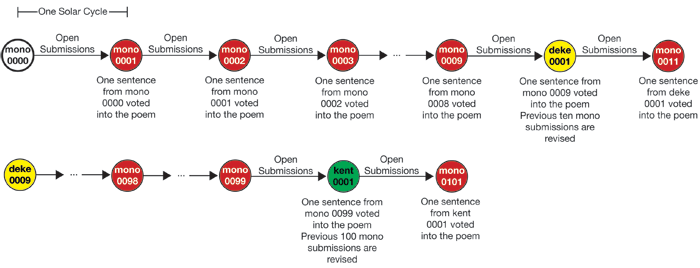 One Solar Cycle
Open Submissions
Open Submissions
Open Submissions
Open Submissions
Open Submissions
mono 0000
mono 0001
mono 0002
mono 0003
...
mono 0009
deke 0001
mono 0011
One sentence from mono 0000 voted into the poem
One sentence from mono 0001 voted into the poem
One sentence from mono 0002 voted into the poem
One sentence from mono 0008 voted into the poem
One sentence from mono 0009 voted into the poem Previous ten mono submissions are revised
One sentence from deke 0001 voted into the poem
Open Submissions
Open Submissions
deke 0009
...
mono 0098
...
mono 0099
kent 0001
mono 0101
One sentence from mono 0099 voted into the poem Previous 100 mono submissions are revised
One sentence from kent 0001 voted into the poem